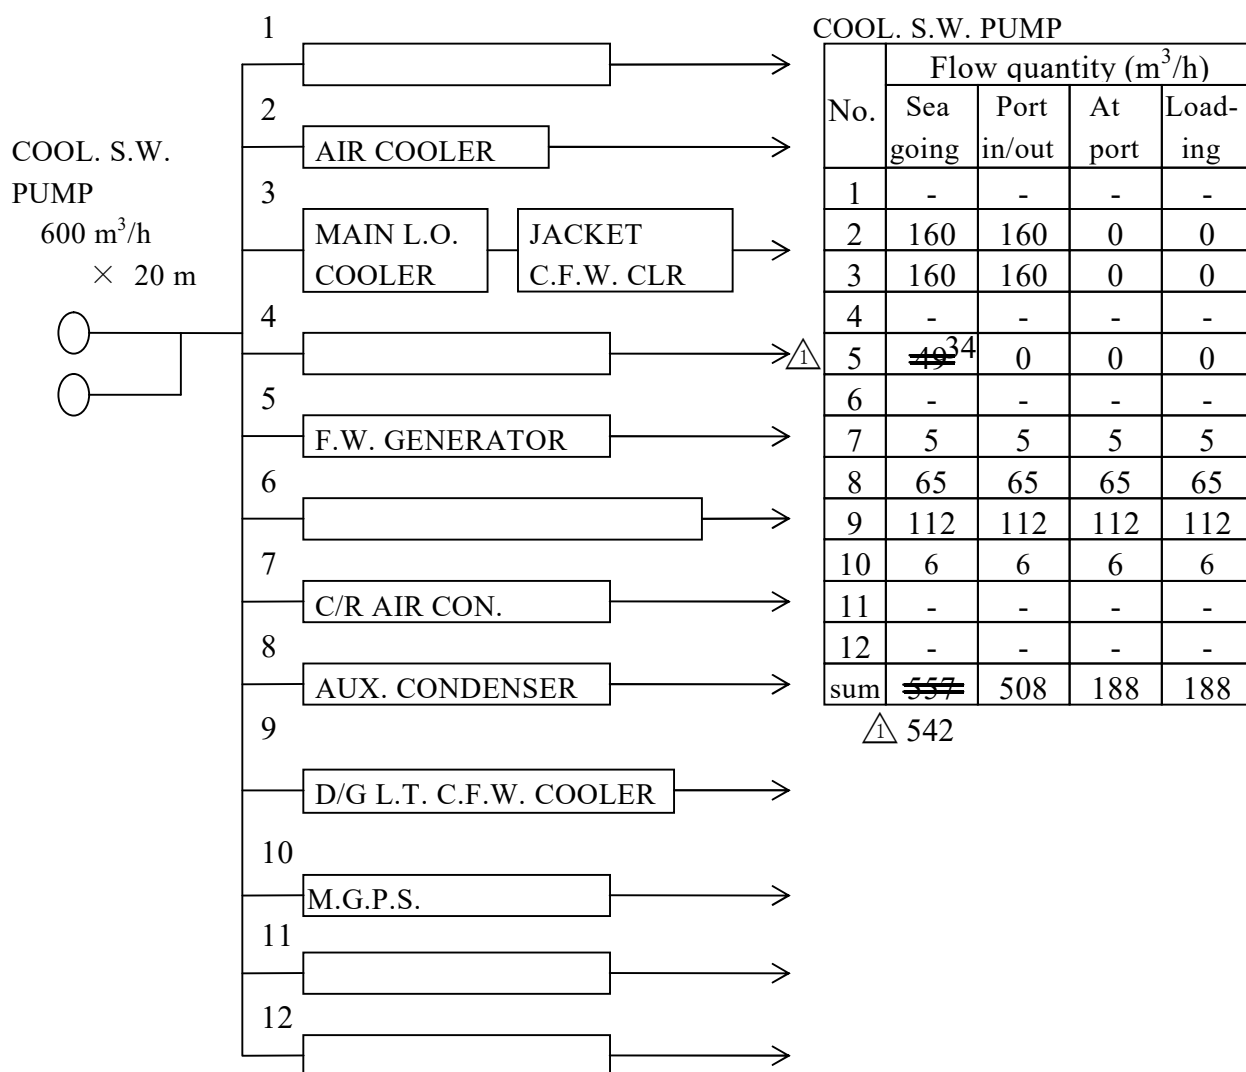 COOL. S.W.
PUMP
600 m³/h
× 20 m
1
2
AIR COOLER
3
MAIN L.O.
COOLER
JACKET
C.F.W. CLR
4
5
F.W. GENERATOR
6
7
C/R AIR CON.
8
AUX. CONDENSER
9
D/G L.T. C.F.W. COOLER
10
M.G.P.S.
11
12
COOL. S.W. PUMP
No. Flow quantity (m³/h)
Sea Port At Load-
going in/out port ing
1 - - - -
2 160 160 0 0
3 160 160 0 0
4 - - - -
1 5 49 34 0 0 0
6 - - - -
7 5 5 5 5
8 65 65 65 65
9 112 112 112 112
10 6 6 6 6
11 - - - -
12 - - - -
sum 557 508 188 188
1 542